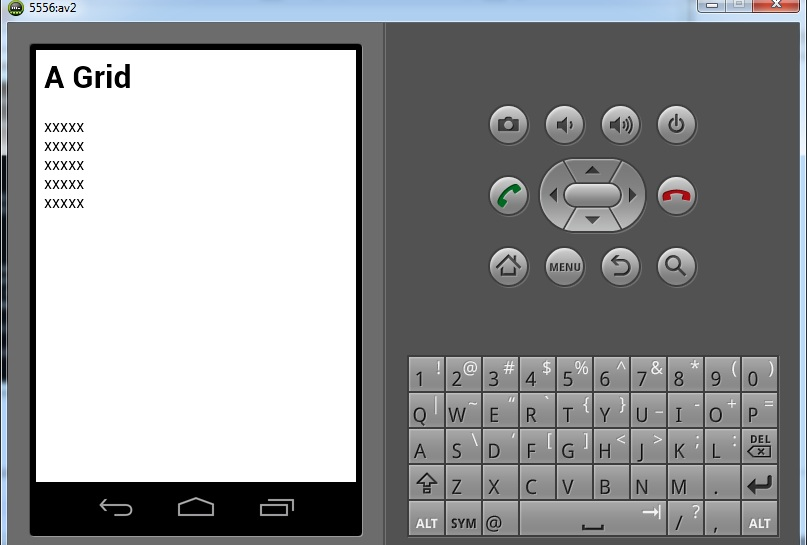 5556:av2
A Grid
xxxxx
xxxxx
xxxxx
xxxxx
xxxxx
MENU
1 ! 2 @ 3 # 4 $ 5 % 6 ^ 7 & 8 * 9 ( 0 )
Q | W ~ E “ R ` T { Y } U _ I - O + P =
A S \ D ‘ F [ G ] H < J > K ; L : DEL
Z X C V B N M .
ALT SYM @ / ? , ALT